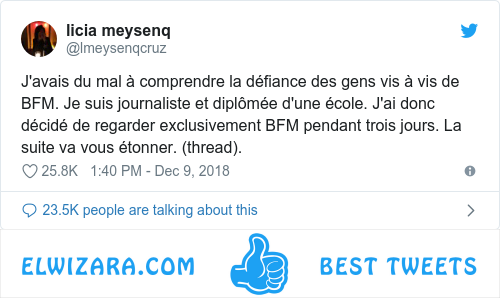 licia meysenq
@lmeysenqcruz
J'avais du mal à comprendre la défiance des gens vis à vis de
BFM. Je suis journaliste et diplômée d'une école. J'ai donc
décidé de regarder exclusivement BFM pendant trois jours. La
suite va vous étonner. (thread).
25.8K 1:40 PM - Dec 9, 2018
23.5K people are talking about this
ELWIZARA.COM BEST TWEETS